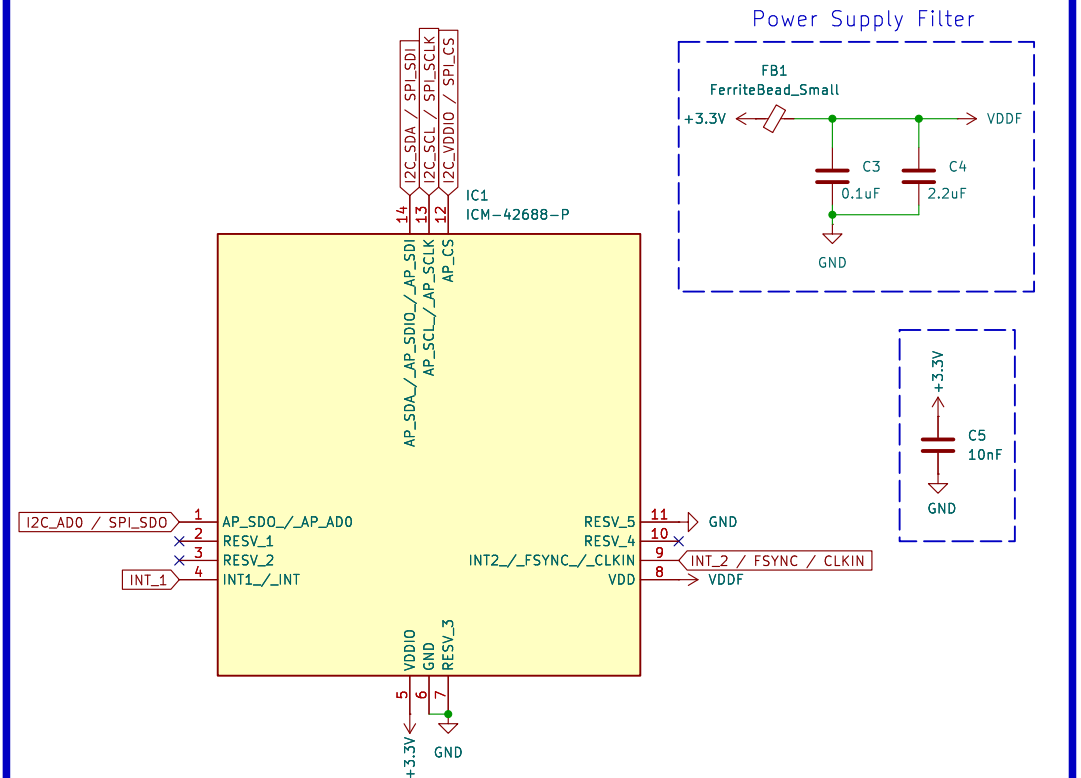 Power Supply Filter
FB1
FerriteBead_Small
+3.3V
VDDF
C3
0.1uF
C4
2.2uF
GND
I2C_SDA / SPI_SDI
I2C_SCL / SPI_SCLK
I2C_VDDIO / SPI_CS
14
13
12
IC1
ICM-42688-P
AP_SDA_/_AP_SDIO_/_AP_SDI
AP_SCL_/_AP_SCLK
AP_CS
+3.3V
C5
10nF
GND
I2C_AD0 / SPI_SDO
1
AP_SDO_/_AP_AD0
2
RESV_1
3
RESV_2
INT_1
4
INT1_/_INT
RESV_5
11
GND
RESV_4
10
INT2_/_FSYNC_/_CLKIN
9
INT_2 / FSYNC / CLKIN
VDD
8
VDDF
VDDIO
GND
RESV_3
5
6
7
+3.3V
GND